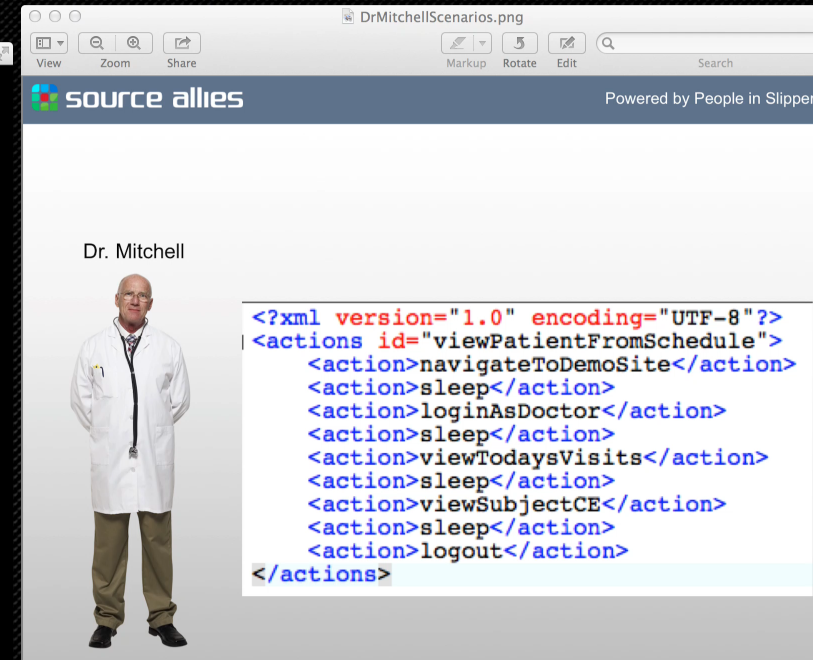 DrMitchellScenarios.png
View Zoom Share Markup Rotate Edit Search
source allies
Powered by People in Slipper
Dr. Mitchell
<?xml version="1.0" encoding="UTF-8"?>
<actions id="viewPatientFromSchedule">
    <action>navigateToDemoSite</action>
    <action>sleep</action>
    <action>loginAsDoctor</action>
    <action>sleep</action>
    <action>viewTodaysVisits</action>
    <action>sleep</action>
    <action>viewSubjectCE</action>
    <action>sleep</action>
    <action>logout</action>
</actions>